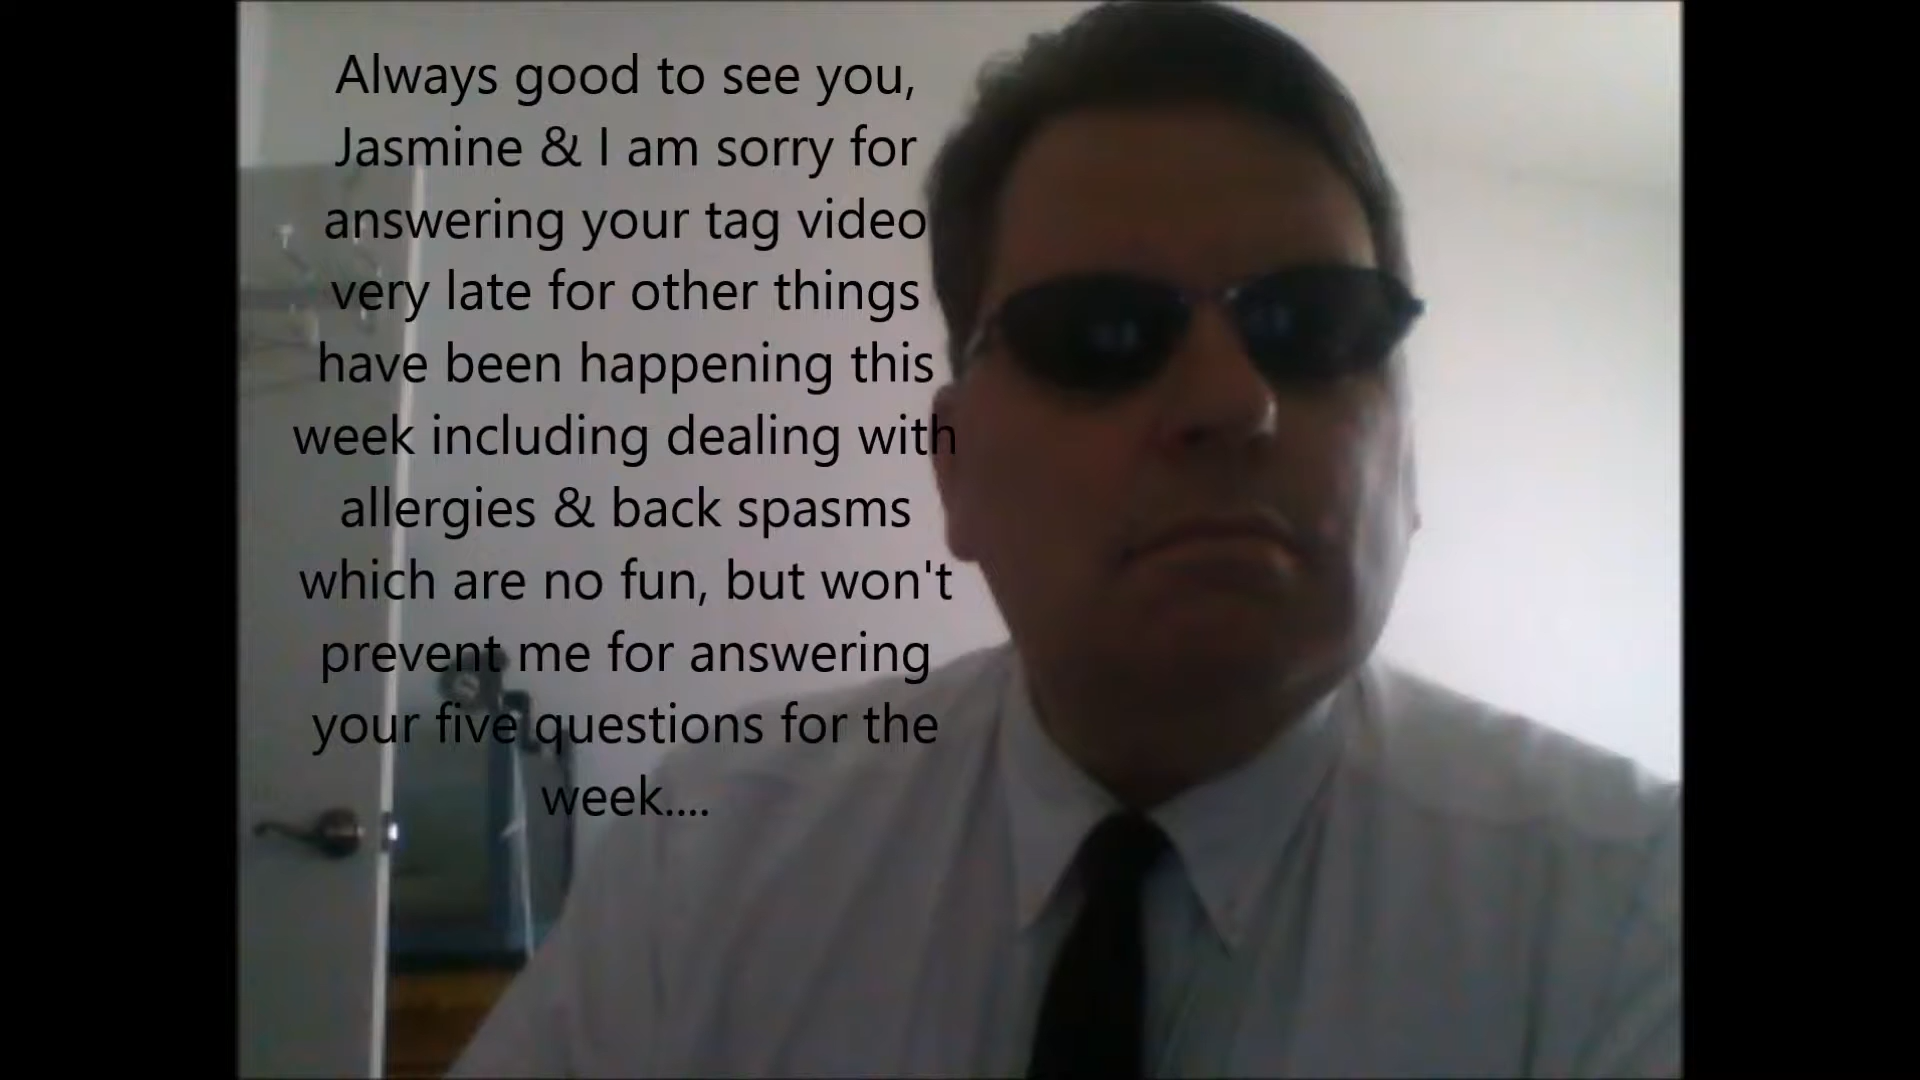 Always good to see you,
Jasmine & I am sorry for
answering your tag video
very late for other things
have been happening this
week including dealing with
allergies & back spasms
which are no fun, but won't
prevent me for answering
your five questions for the
week....